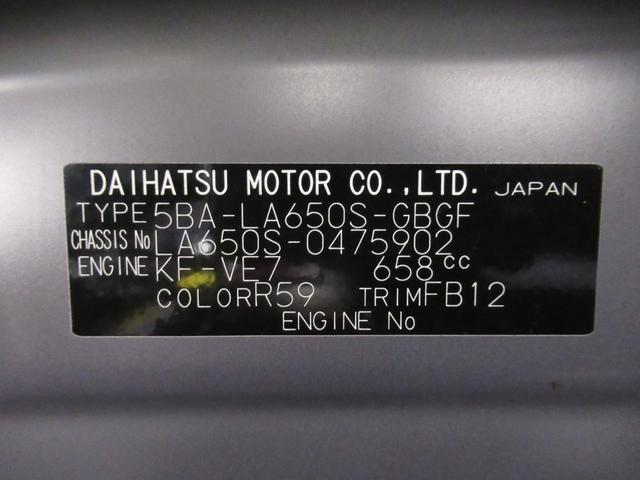 DAIHATSU MOTOR CO.,LTD. JAPAN
TYPE 5BA-LA650S-GBGF
CHASSIS No LA650S-0475902
ENGINE KF-VE7 658cc
COLOR R59 TRIM FB12
ENGINE No